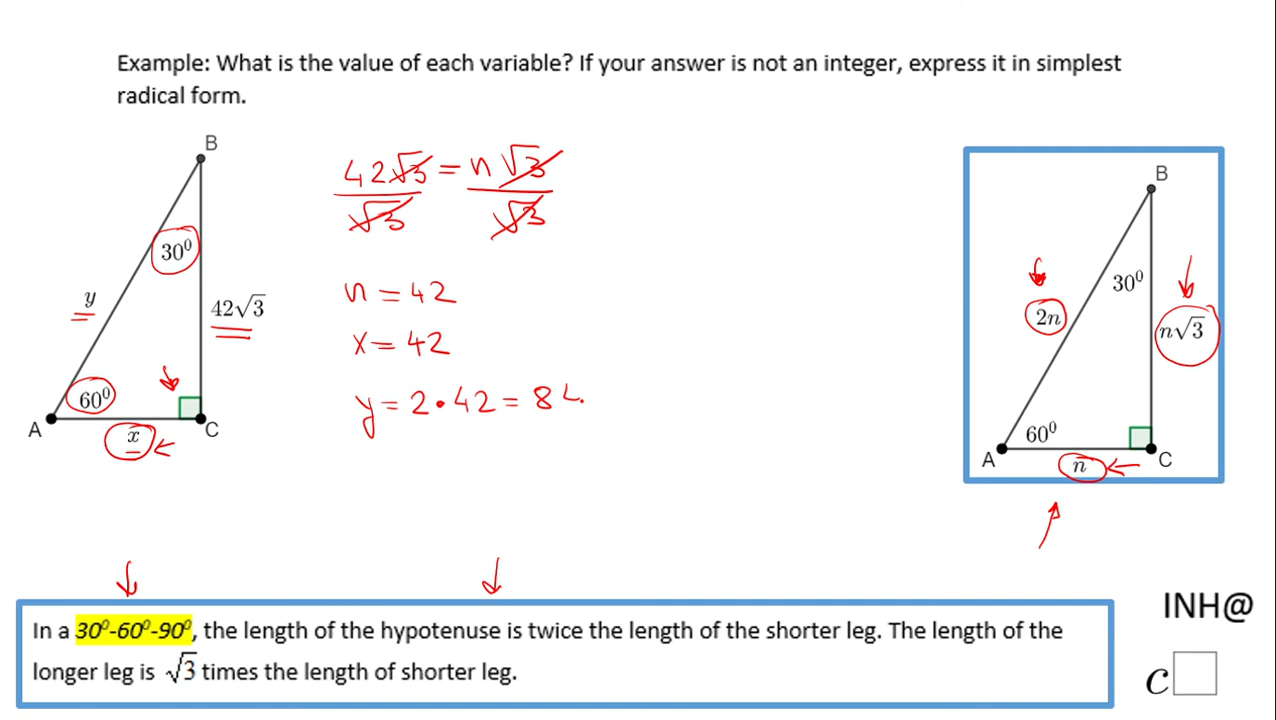 Example: What is the value of each variable? If your answer is not an integer, express it in simplest
radical form.
B
30⁰
y
42√3
60⁰
A
x
C
42√3 = n√3
√3 √3
n = 42
x = 42
y = 2 • 42 = 84
B
30⁰
2n
n√3
60⁰
A
n
C
In a 30⁰-60⁰-90⁰, the length of the hypotenuse is twice the length of the shorter leg. The length of the
longer leg is √3 times the length of shorter leg.
INH@
c